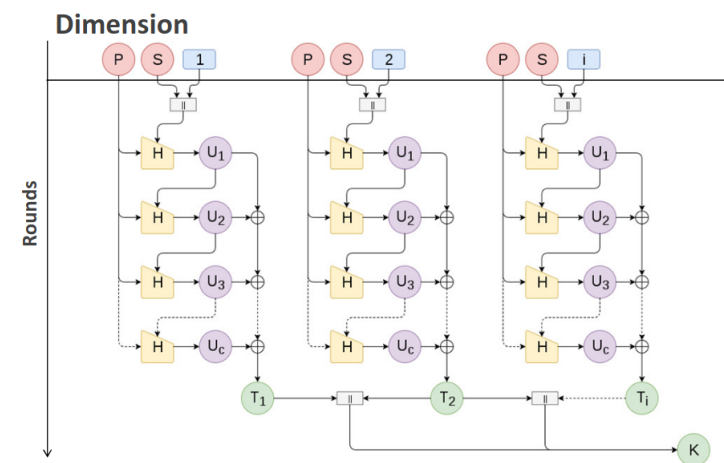 Dimension
P S 1 P S 2 P S i
|| || ||
H U1 H U1 H U1
H U2 H U2 H U2
Rounds
H U3 H U3 H U3
H Uc H Uc H Uc
T1 || T2 || Ti
K